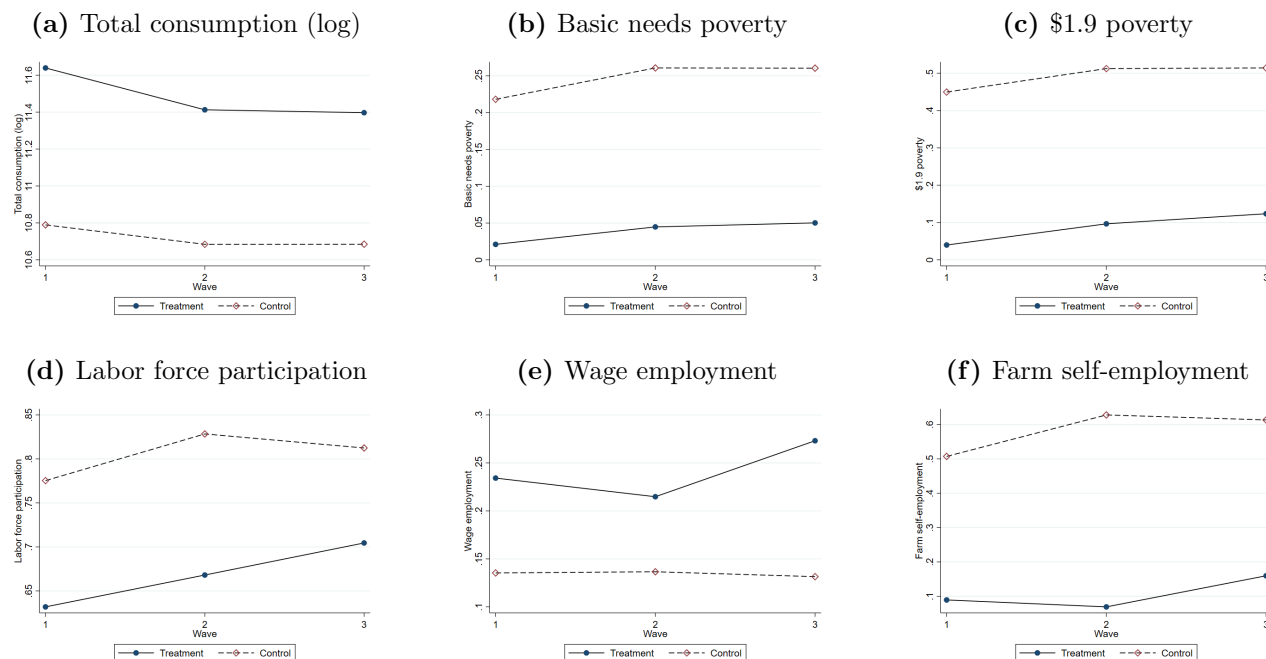 (a) Total consumption (log)
Total consumption (log)
11.6
11.4
11.2
11
10.8
10.6
1 2 3
Wave
Treatment Control
(b) Basic needs poverty
Basic needs poverty
.25
.2
.15
.1
.05
0
1 2 3
Wave
Treatment Control
(c) $1.9 poverty
$1.9 poverty
.5
.4
.3
.2
.1
0
1 2 3
Wave
Treatment Control
(d) Labor force participation
Labor force participation
.85
.8
.75
.7
.65
1 2 3
Wave
Treatment Control
(e) Wage employment
Wage employment
.3
.25
.2
.15
.1
1 2 3
Wave
Treatment Control
(f) Farm self-employment
Farm self-employment
.6
.5
.4
.3
.2
.1
1 2 3
Wave
Treatment Control